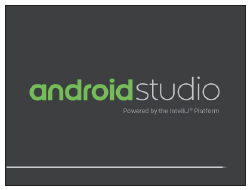 androidstudio
Powered by the IntelliJ® Platform